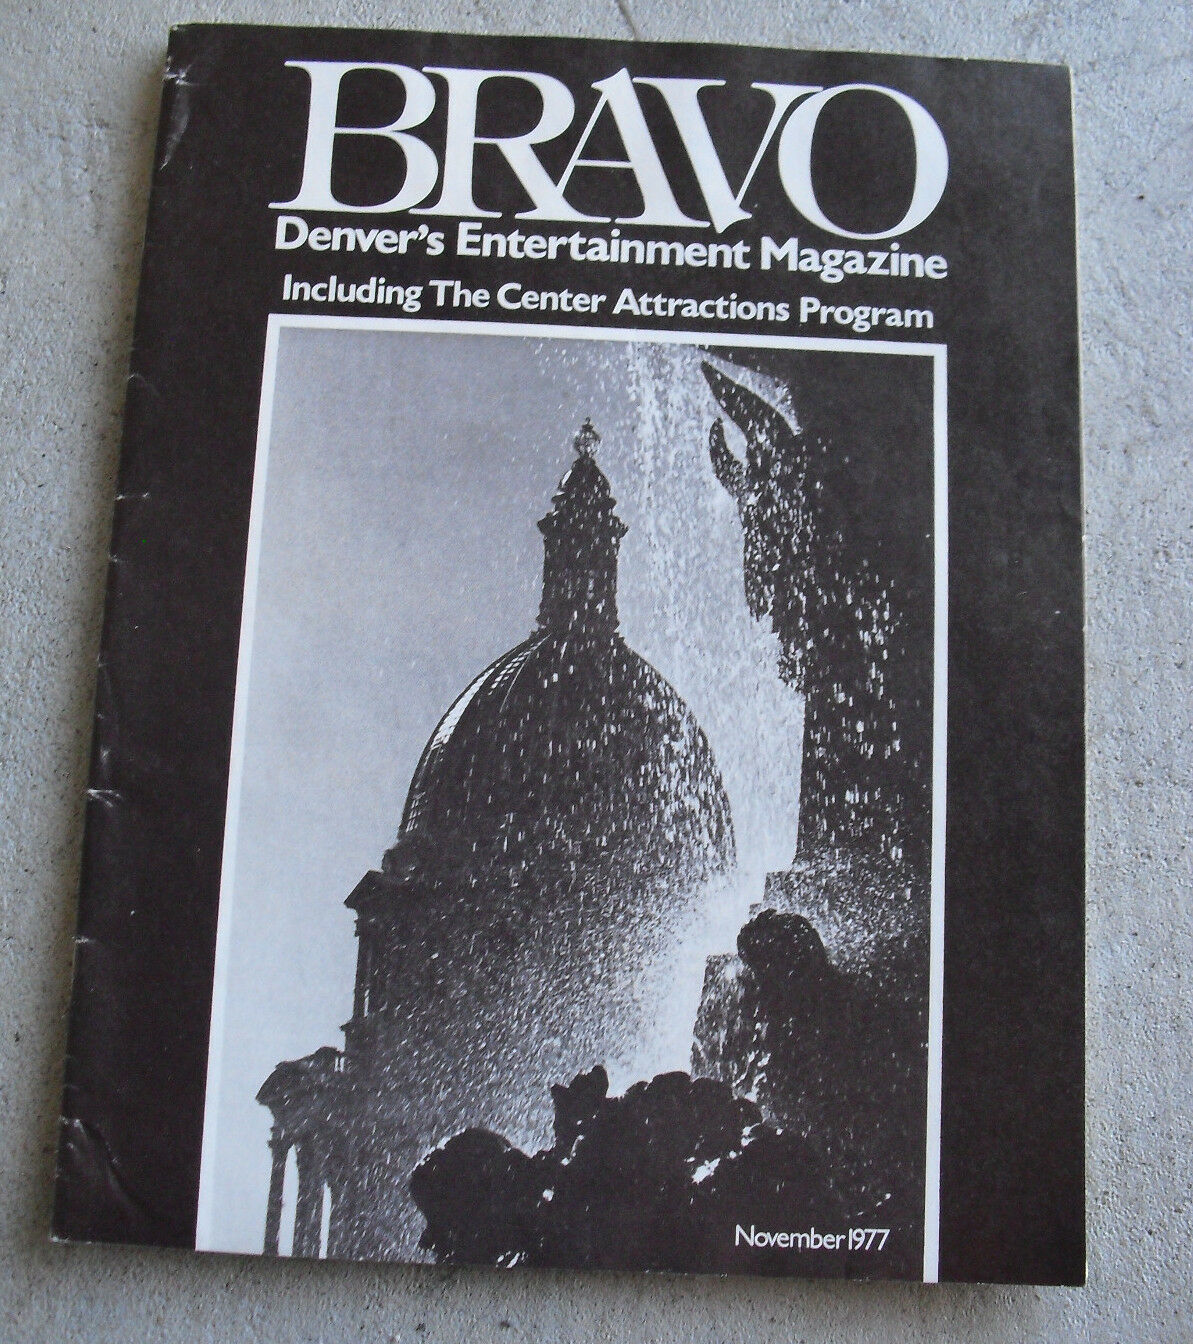 BRAVO
Denver's Entertainment Magazine
Including The Center Attractions Program
November 1977